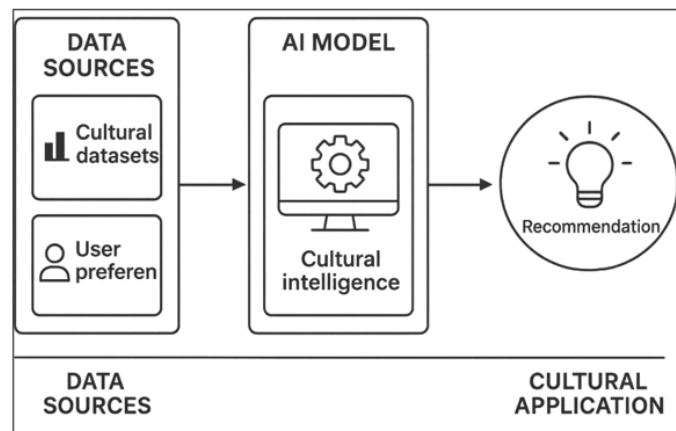 DATA
SOURCES
Cultural
datasets
User
preferen
AI MODEL
Cultural
intelligence
Recommendation
DATA
SOURCES
CULTURAL
APPLICATION